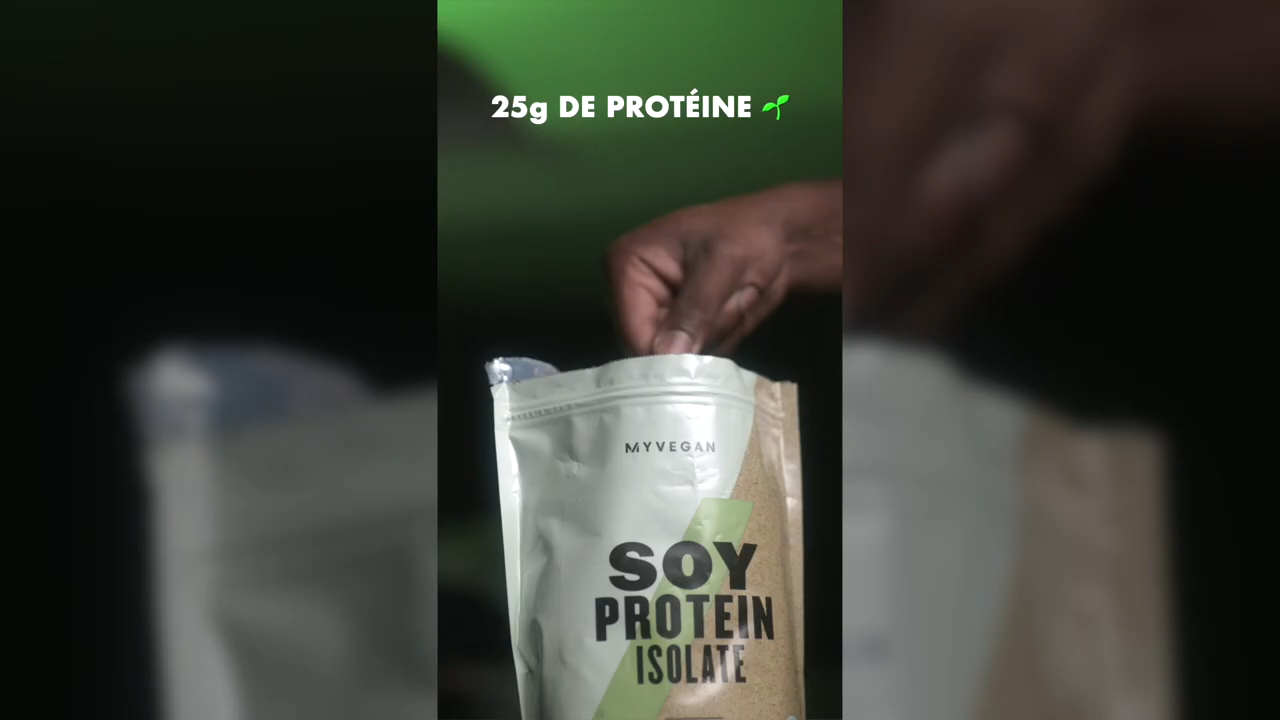 25g DE PROTÉINE 🌱
MYVEGAN
SOY
PROTEIN
ISOLATE